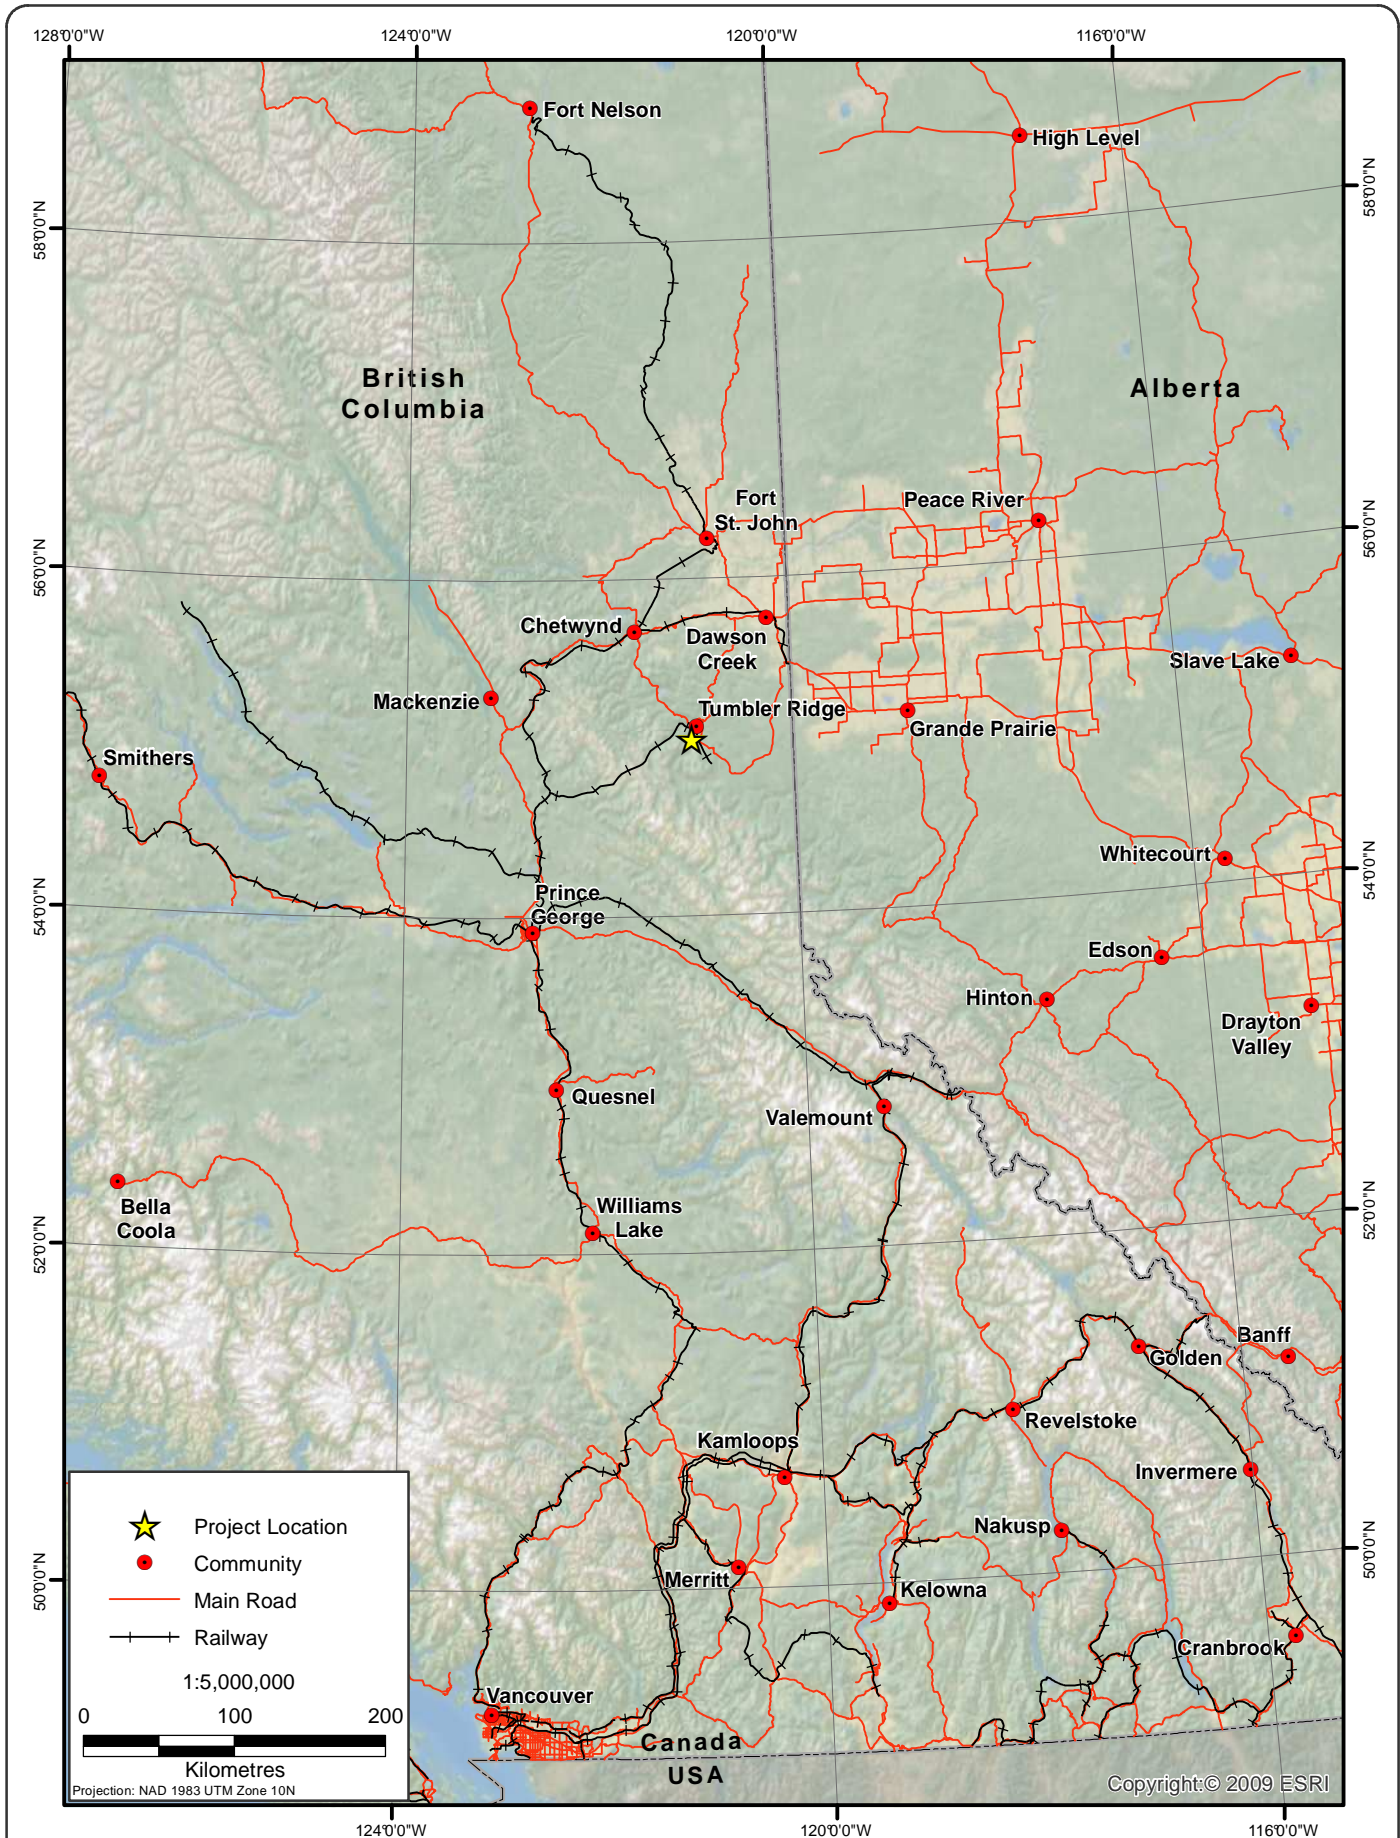 128°0'0"W
124°0'0"W
120°0'0"W
116°0'0"W
Fort Nelson
High Level
58°0'0"N
58°0'0"N
British
Columbia
Alberta
Fort
St. John
Peace River
56°0'0"N
56°0'0"N
Chetwynd
Dawson
Creek
Slave Lake
Mackenzie
Tumbler Ridge
Grande Prairie
Smithers
Whitecourt
54°0'0"N
54°0'0"N
Prince
George
Edson
Hinton
Drayton
Valley
Quesnel
Valemount
Bella
Coola
Williams
Lake
52°0'0"N
52°0'0"N
Banff
Golden
Revelstoke
Kamloops
Invermere
Nakusp
Merritt
Kelowna
50°0'0"N
50°0'0"N
Cranbrook
Vancouver
Canada
USA
Project Location
Community
Main Road
Railway
1:5,000,000
0 100 200
Kilometres
Projection: NAD 1983 UTM Zone 10N
Copyright:© 2009 ESRI
124°0'0"W
120°0'0"W
116°0'0"W